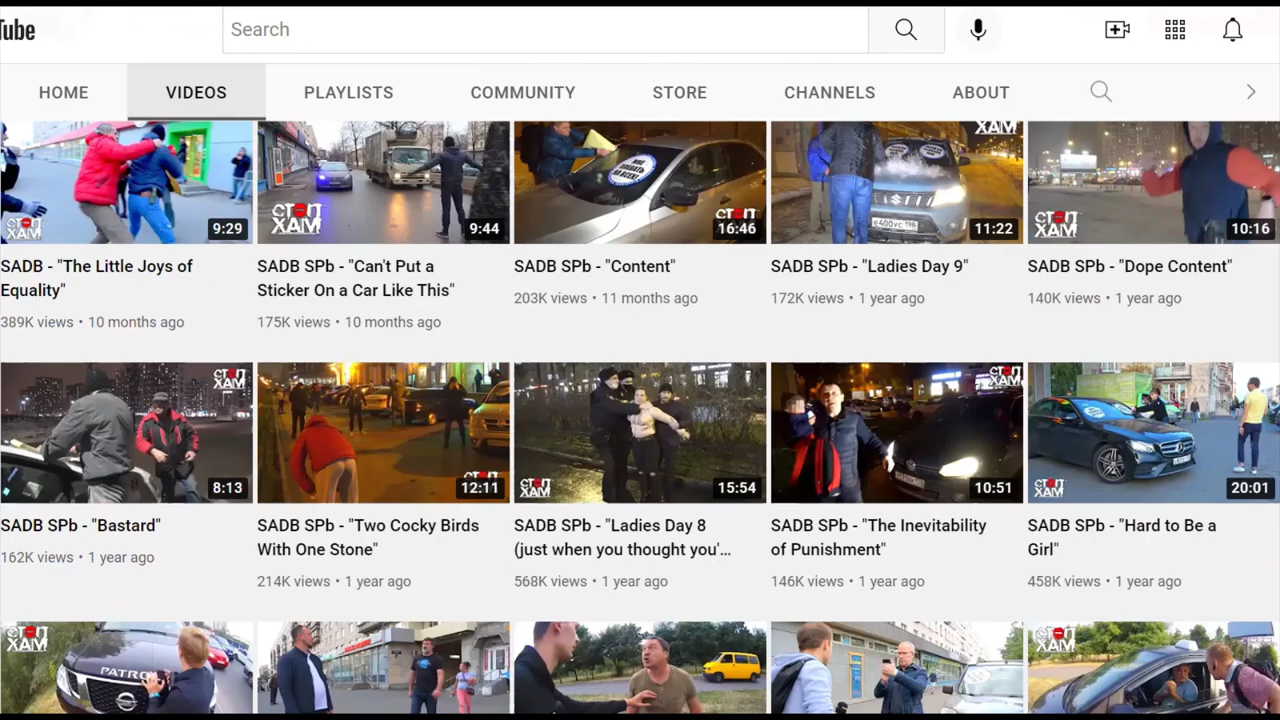 Tube
Search
HOME
VIDEOS
PLAYLISTS
COMMUNITY
STORE
CHANNELS
ABOUT
СТОП
ХАМ
9:29
СТОП
ХАМ
9:44
МНЕ
ПЛЕВАТЬ
НА ВСЕХ
СТОП
16:46
ХАМ
SUZUKI
11:22
СТОП
ХАМ
10:16
SADB - "The Little Joys of
Equality"
389K views • 10 months ago
SADB SPb - "Can't Put a
Sticker On a Car Like This"
175K views • 10 months ago
SADB SPb - "Content"
203K views • 11 months ago
SADB SPb - "Ladies Day 9"
172K views • 1 year ago
SADB SPb - "Dope Content"
140K views • 1 year ago
СТОП
ХАМ
8:13
СТОП
12:11
СТОП
ХАМ
15:54
СТОП
ХАМ
10:51
СТОП
ХАМ
20:01
SADB SPb - "Bastard"
162K views • 1 year ago
SADB SPb - "Two Cocky Birds
With One Stone"
214K views • 1 year ago
SADB SPb - "Ladies Day 8
(just when you thought you'...
568K views • 1 year ago
SADB SPb - "The Inevitability
of Punishment"
146K views • 1 year ago
SADB SPb - "Hard to Be a
Girl"
458K views • 1 year ago
СТОП
ХАМ
PATROL
СТОП
ХАМ